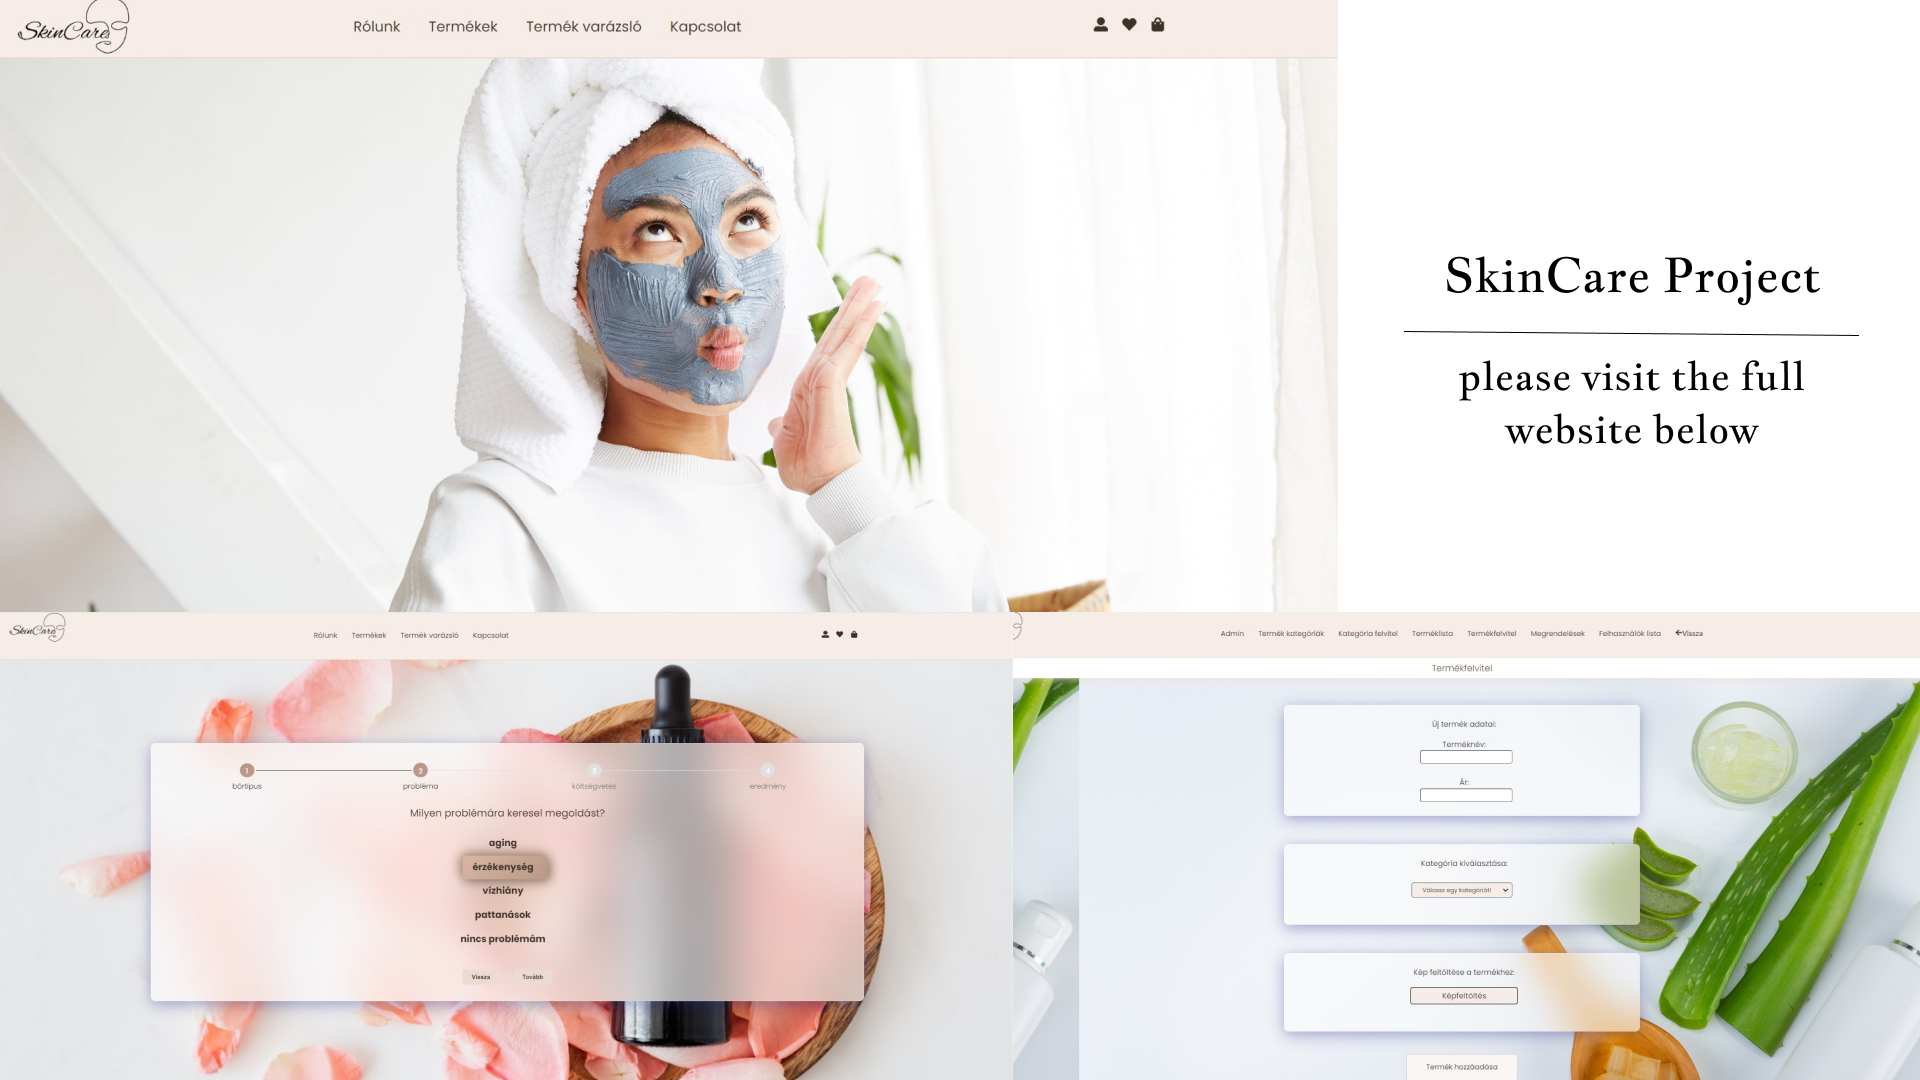 SkinCare
Rólunk Termékek Termék varázsló Kapcsolat
SkinCare Project
please visit the full
website below
SkinCare
Rólunk Termékek Termék varázsló Kapcsolat
1 2 3 4
bőrtípus probléma költségvetés eredmény
Milyen problémára keresel megoldást?
aging
érzékenység
vízhiány
pattanások
nincs problémám
Vissza Tovább
Admin Termék kategóriák Kategória felvitel Terméklista Termékfelvitel Megrendelések Felhasználók lista Vissza
Termékfelvitel
Új termék adatai:
Terméknév:
Ár:
Kategória kiválasztása:
Válassz egy kategóriát!
Kép feltöltése a termékhez:
Képfeltöltés
Termék hozzáadása